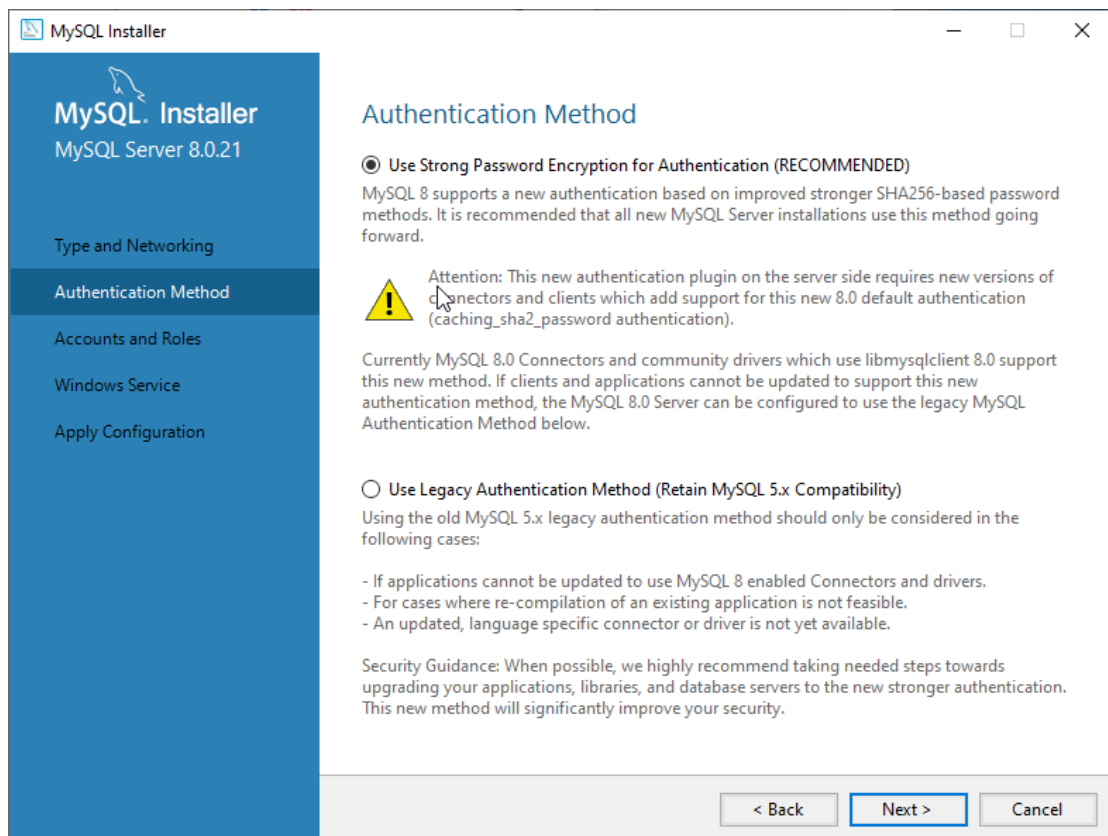 MySQL Installer
MySQL. Installer
MySQL Server 8.0.21
Type and Networking
Authentication Method
Accounts and Roles
Windows Service
Apply Configuration
Authentication Method
Use Strong Password Encryption for Authentication (RECOMMENDED)
MySQL 8 supports a new authentication based on improved stronger SHA256-based password
methods. It is recommended that all new MySQL Server installations use this method going
forward.
Attention: This new authentication plugin on the server side requires new versions of
connectors and clients which add support for this new 8.0 default authentication
(caching_sha2_password authentication).
Currently MySQL 8.0 Connectors and community drivers which use libmysqlclient 8.0 support
this new method. If clients and applications cannot be updated to support this new
authentication method, the MySQL 8.0 Server can be configured to use the legacy MySQL
Authentication Method below.
Use Legacy Authentication Method (Retain MySQL 5.x Compatibility)
Using the old MySQL 5.x legacy authentication method should only be considered in the
following cases:
- If applications cannot be updated to use MySQL 8 enabled Connectors and drivers.
- For cases where re-compilation of an existing application is not feasible.
- An updated, language specific connector or driver is not yet available.
Security Guidance: When possible, we highly recommend taking needed steps towards
upgrading your applications, libraries, and database servers to the new stronger authentication.
This new method will significantly improve your security.
< Back
Next >
Cancel